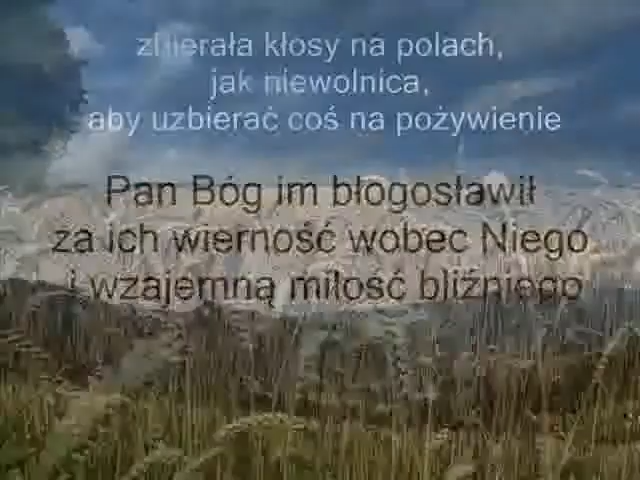 zbierała kłosy na polach,
jak niewolnica,
aby uzbierać coś na pożywienie
Pan Bóg im błogosławił
za ich wierność wobec Niego
i wzajemną miłość bliźniego